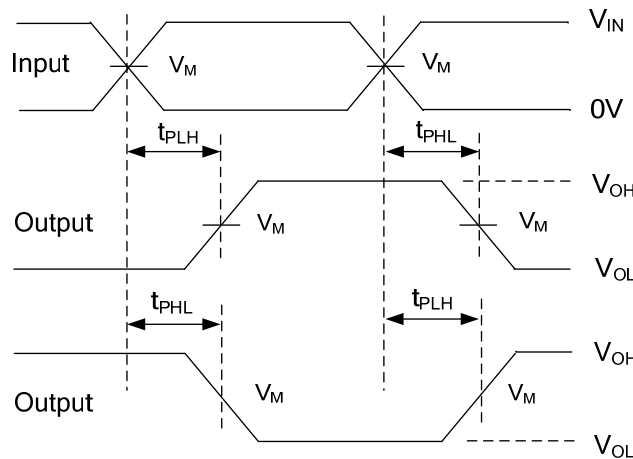 V_IN
Input
V_M
V_M
0V
t_PLH
t_PHL
V_OH
Output
V_M
V_M
V_OL
t_PHL
t_PLH
V_OH
Output
V_M
V_M
V_OL